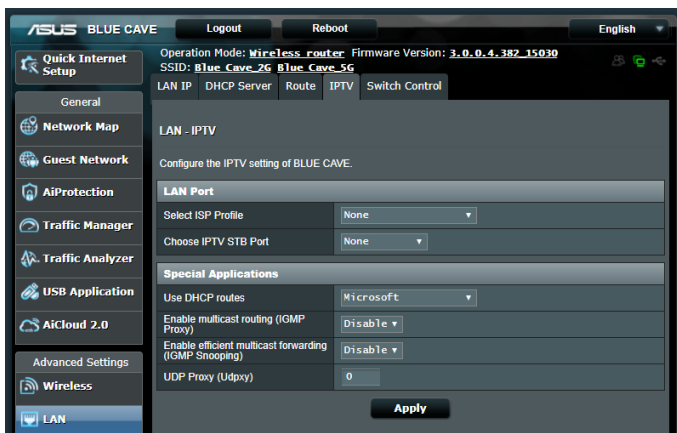 ASUS BLUE CAVE
Logout
Reboot
English
Quick Internet
Setup
General
Network Map
Guest Network
AiProtection
Traffic Manager
Traffic Analyzer
USB Application
AiCloud 2.0
Advanced Settings
Wireless
LAN
Operation Mode: Wireless router Firmware Version: 3.0.0.4.382_15030
SSID: Blue Cave_2G Blue Cave_5G
LAN IP DHCP Server Route IPTV Switch Control
LAN - IPTV
Configure the IPTV setting of BLUE CAVE.
LAN Port
Select ISP Profile None
Choose IPTV STB Port None
Special Applications
Use DHCP routes Microsoft
Enable multicast routing (IGMP
Proxy) Disable
Enable efficient multicast forwarding
(IGMP Snooping) Disable
UDP Proxy (Udpxy) 0
Apply